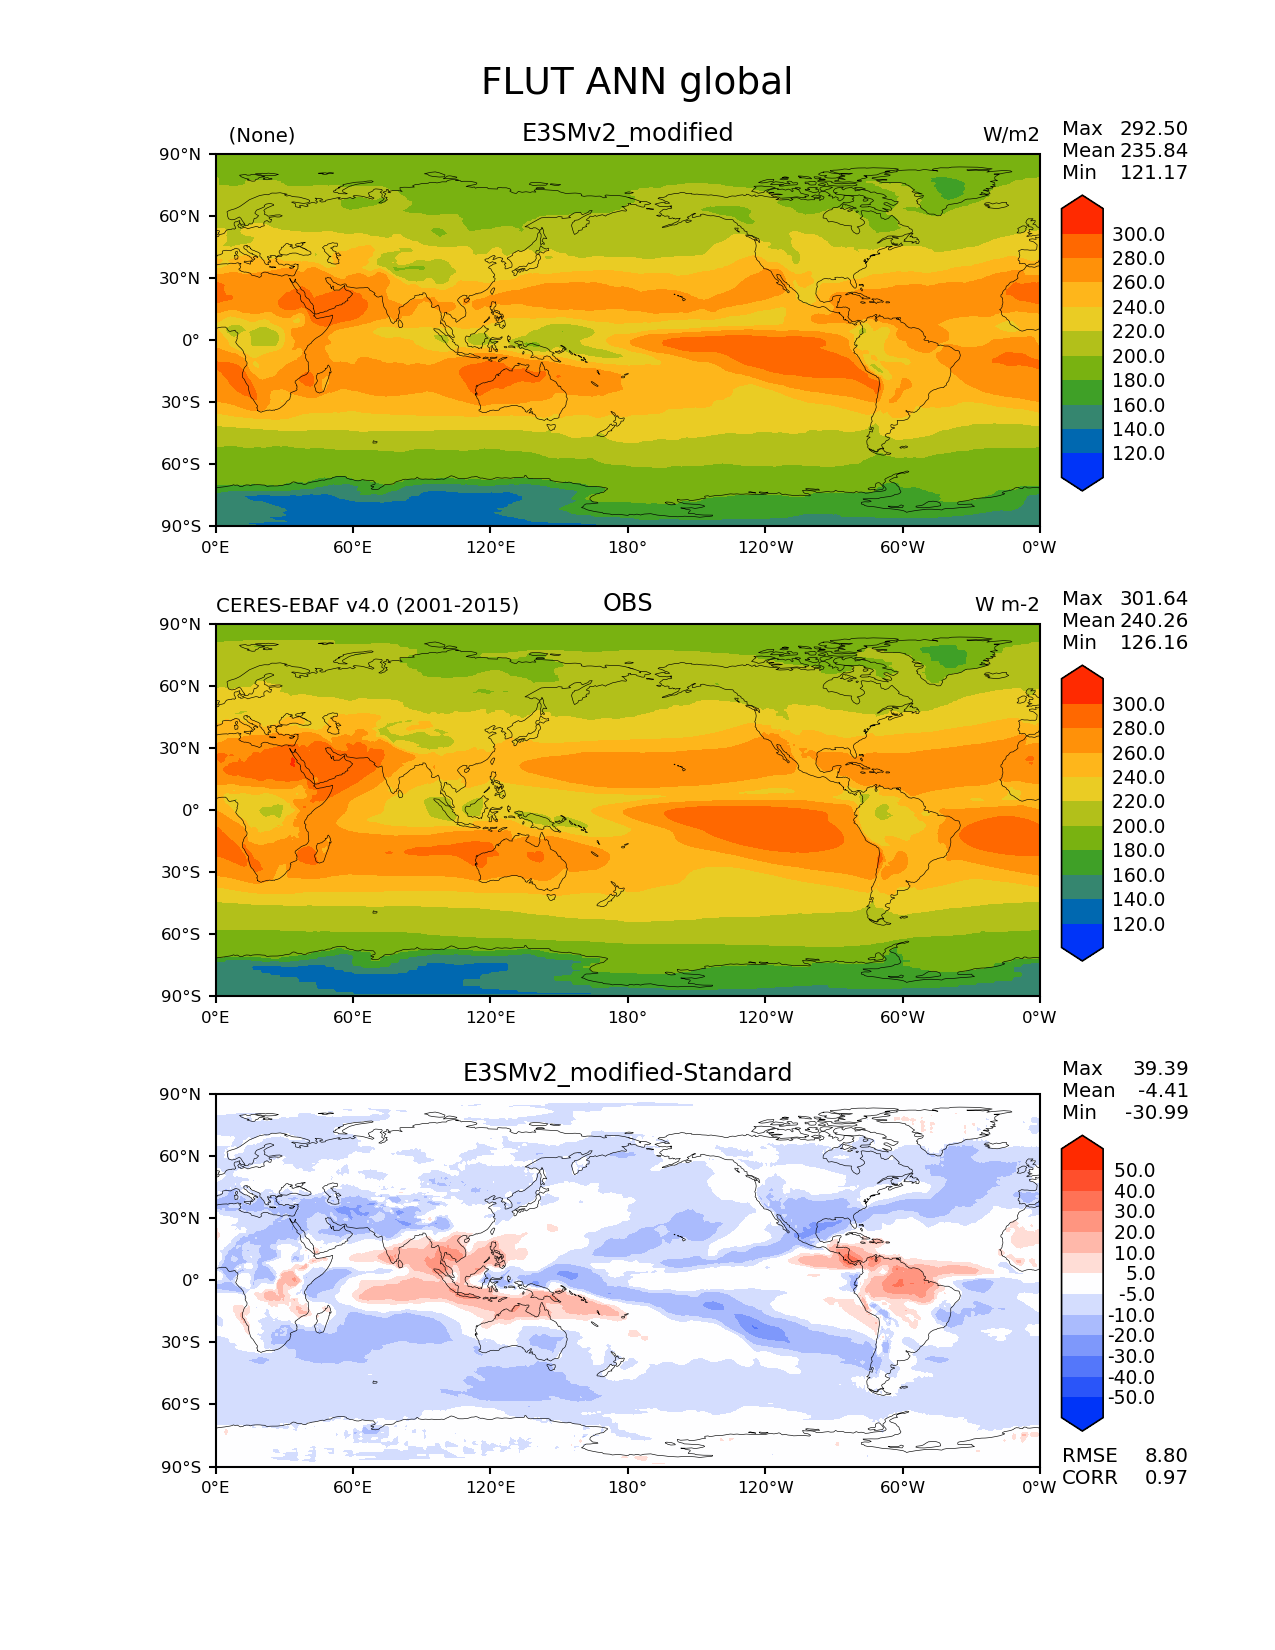 FLUT ANN global
(None) E3SMv2_modified W/m2
Max 292.50
Mean 235.84
Min 121.17
90°N
60°N
30°N
0°
30°S
60°S
90°S
0°E 60°E 120°E 180° 120°W 60°W 0°W
300.0
280.0
260.0
240.0
220.0
200.0
180.0
160.0
140.0
120.0
CERES-EBAF v4.0 (2001-2015) OBS W m-2
Max 301.64
Mean 240.26
Min 126.16
90°N
60°N
30°N
0°
30°S
60°S
90°S
0°E 60°E 120°E 180° 120°W 60°W 0°W
300.0
280.0
260.0
240.0
220.0
200.0
180.0
160.0
140.0
120.0
E3SMv2_modified-Standard
Max 39.39
Mean -4.41
Min -30.99
90°N
60°N
30°N
0°
30°S
60°S
90°S
0°E 60°E 120°E 180° 120°W 60°W 0°W
50.0
40.0
30.0
20.0
10.0
5.0
-5.0
-10.0
-20.0
-30.0
-40.0
-50.0
RMSE 8.80
CORR 0.97